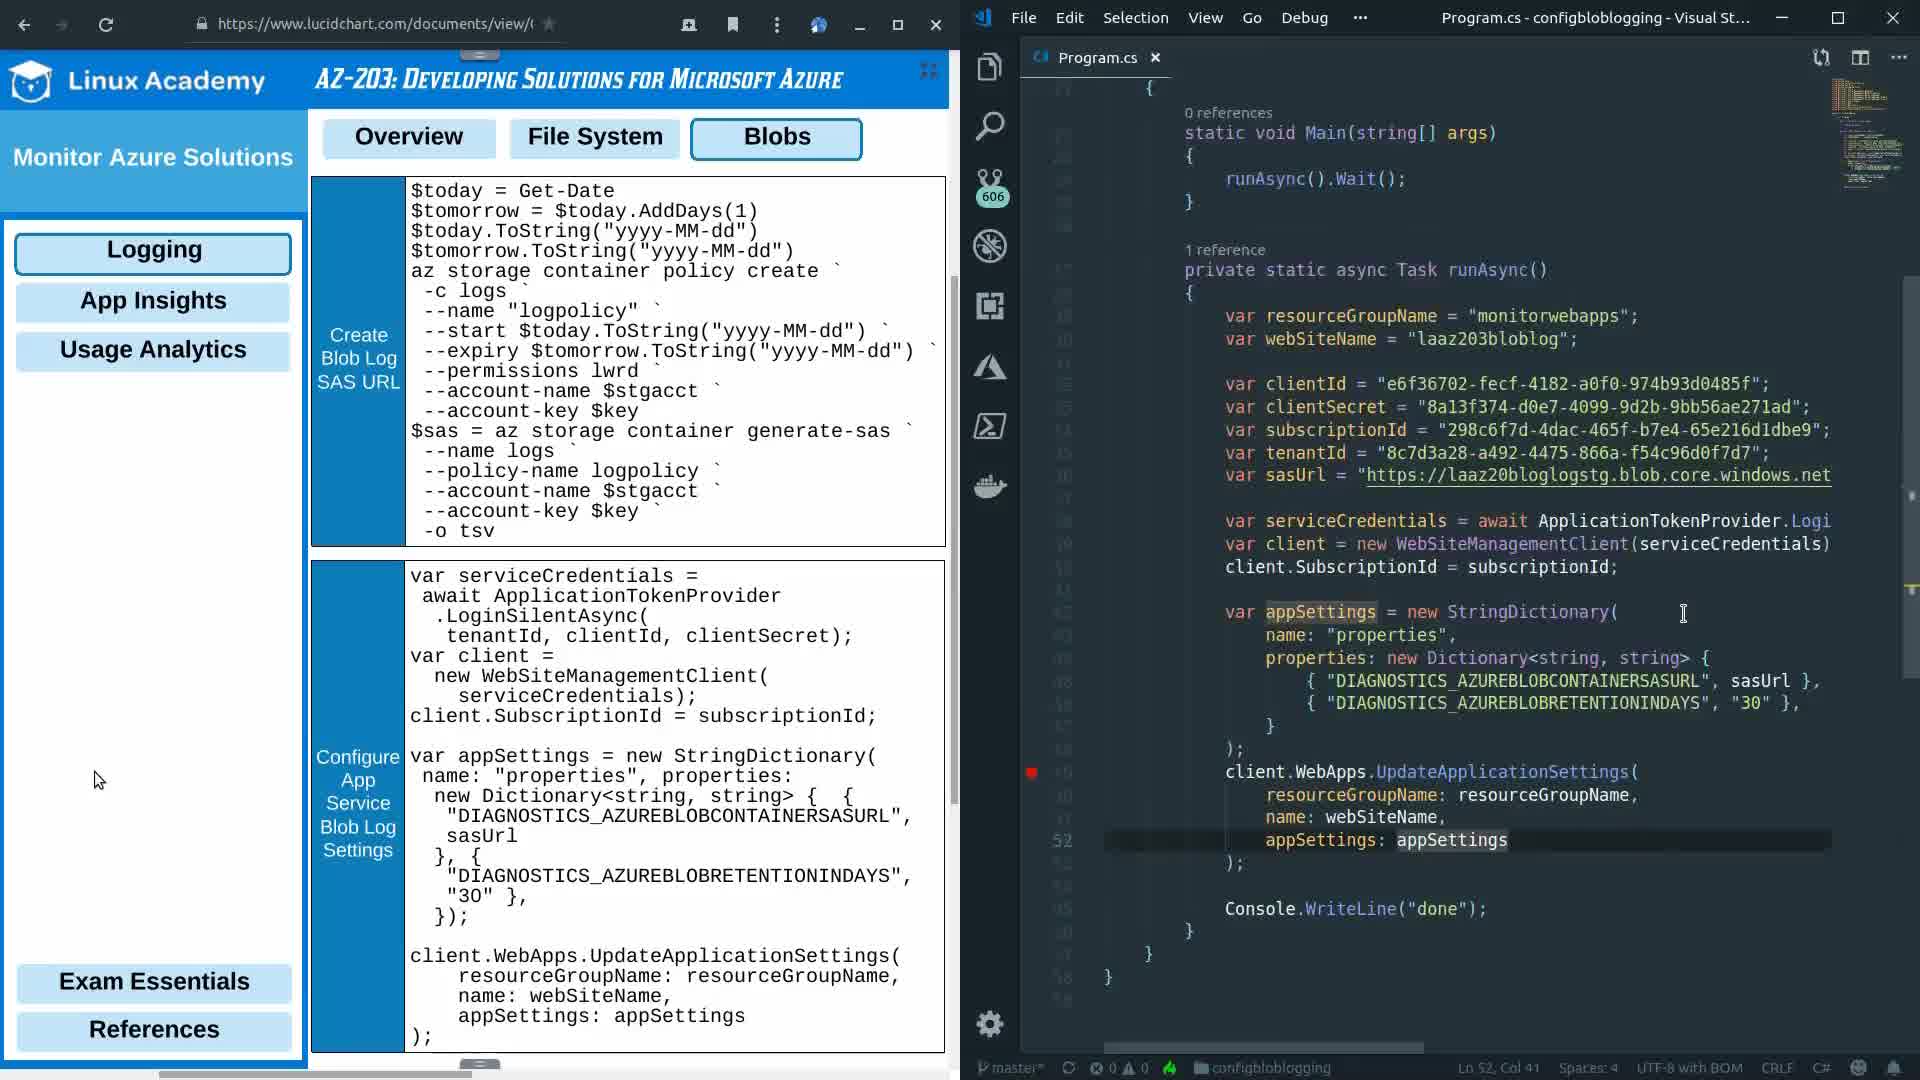 https://www.lucidchart.com/documents/view/
Linux Academy
AZ-203: Developing Solutions for Microsoft Azure
Monitor Azure Solutions
Overview
File System
Blobs
Logging
App Insights
Usage Analytics
Exam Essentials
References
Create
Blob Log
SAS URL
$today = Get-Date
$tomorrow = $today.AddDays(1)
$today.ToString("yyyy-MM-dd")
$tomorrow.ToString("yyyy-MM-dd")
az storage container policy create `
-c logs `
--name "logpolicy" `
--start $today.ToString("yyyy-MM-dd") `
--expiry $tomorrow.ToString("yyyy-MM-dd") `
--permissions lwrd `
--account-name $stgacct `
--account-key $key
$sas = az storage container generate-sas `
--name logs `
--policy-name logpolicy `
--account-name $stgacct `
--account-key $key `
-o tsv
Configure
App
Service
Blob Log
Settings
var serviceCredentials =
await ApplicationTokenProvider
.LoginSilentAsync(
tenantId, clientId, clientSecret);
var client =
new WebSiteManagementClient(
serviceCredentials);
client.SubscriptionId = subscriptionId;
var appSettings = new StringDictionary(
name: "properties", properties:
new Dictionary<string, string> {  {
"DIAGNOSTICS_AZUREBLOBCONTAINERSASURL",
sasUrl
}, {
"DIAGNOSTICS_AZUREBLOBRETENTIONINDAYS",
"30" },
});
client.WebApps.UpdateApplicationSettings(
resourceGroupName: resourceGroupName,
name: webSiteName,
appSettings: appSettings
);
File Edit Selection View Go Debug ···
Program.cs - configbloblogging - Visual St...
Program.cs
606
{
0 references
static void Main(string[] args)
{
runAsync().Wait();
}
1 reference
private static async Task runAsync()
{
var resourceGroupName = "monitorwebapps";
var webSiteName = "laaz203bloblog";
var clientId = "e6f36702-fecf-4182-a0f0-974b93d0485f";
var clientSecret = "8a13f374-d0e7-4099-9d2b-9bb56ae271ad";
var subscriptionId = "298c6f7d-4dac-465f-b7e4-65e216d1dbe9";
var tenantId = "8c7d3a28-a492-4475-866a-f54c96d0f7d7";
var sasUrl = "https://laaz20bloglogstg.blob.core.windows.net
var serviceCredentials = await ApplicationTokenProvider.Logi
var client = new WebSiteManagementClient(serviceCredentials)
client.SubscriptionId = subscriptionId;
var appSettings = new StringDictionary(
name: "properties",
properties: new Dictionary<string, string> {
{ "DIAGNOSTICS_AZUREBLOBCONTAINERSASURL", sasUrl },
{ "DIAGNOSTICS_AZUREBLOBRETENTIONINDAYS", "30" },
}
);
client.WebApps.UpdateApplicationSettings(
resourceGroupName: resourceGroupName,
name: webSiteName,
52 appSettings: appSettings
);
Console.WriteLine("done");
}
}
}
master* 0 0 configbloblogging Ln 52, Col 41 Spaces: 4 UTF-8 with BOM CRLF C#